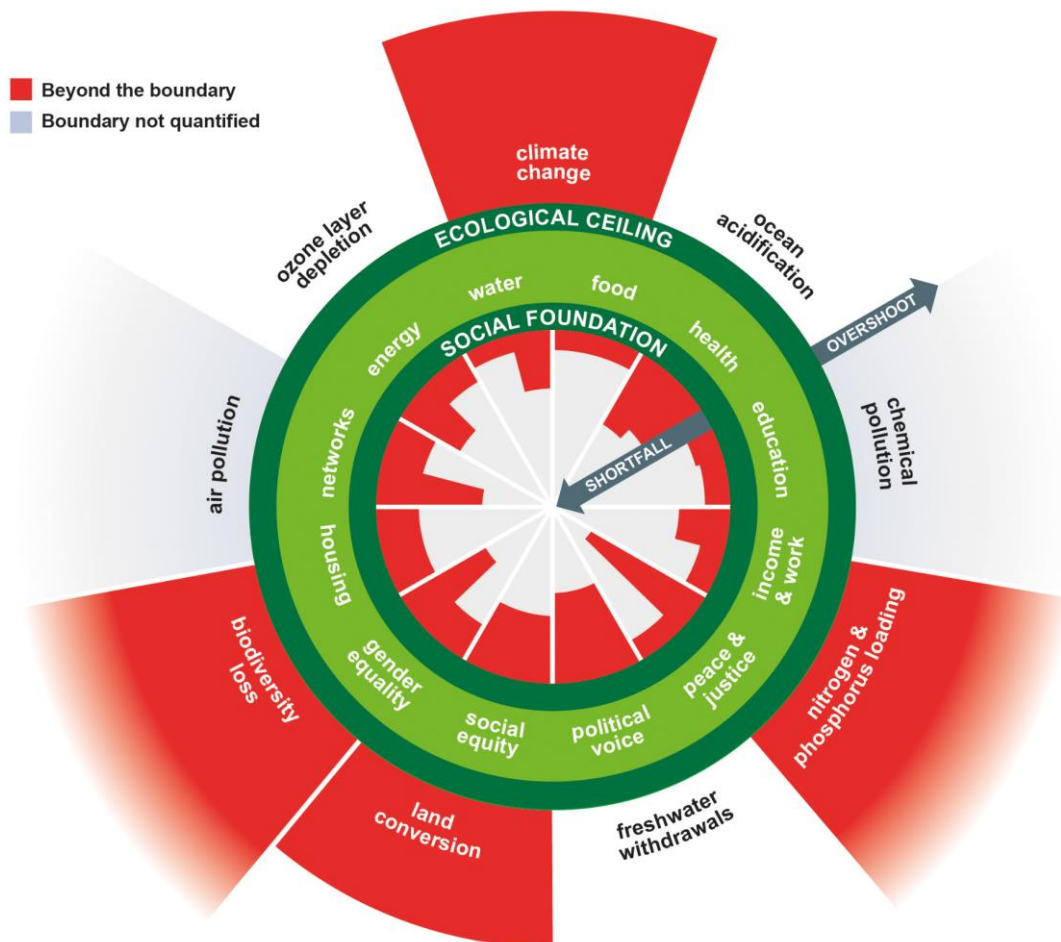 Beyond the boundary
Boundary not quantified
climate
change
ozone layer
depletion
ocean
acidification
ECOLOGICAL CEILING
OVERSHOOT
water
food
energy
health
SOCIAL FOUNDATION
SHORTFALL
networks
education
air pollution
chemical
pollution
housing
income
& work
gender
equality
peace &
justice
social
equity
political
voice
biodiversity
loss
nitrogen &
phosphorus loading
land
conversion
freshwater
withdrawals